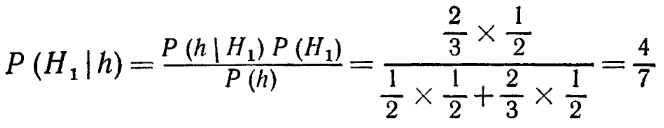 P (H₁ | h) = P (h | H₁) P (H₁) / P (h) = (2/3 × 1/2) / (1/2 × 1/2 + 2/3 × 1/2) = 4/7